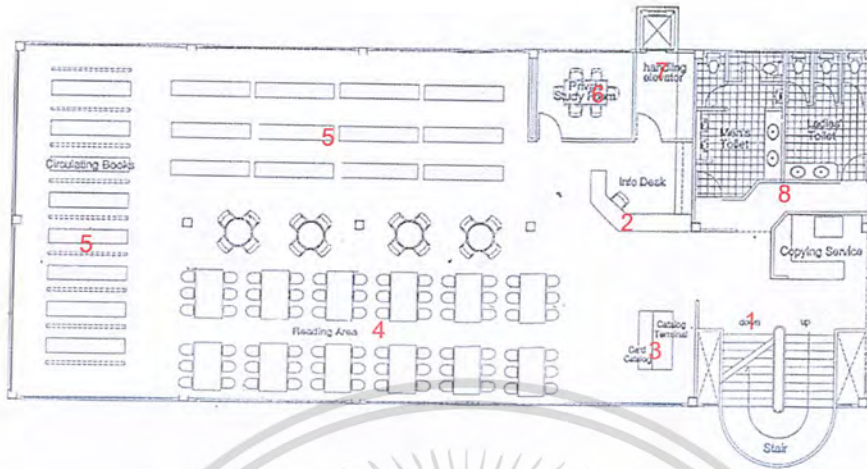 handling
elevator
7
Private
Study Room
6
Men's
Toilet
Ladies'
Toilet
5
Circulating Books
Info Desk
8
2
5
Copying Service
Reading Area
4
Catalog
Terminal
Card
Catalog
3
1
down
up
Stair